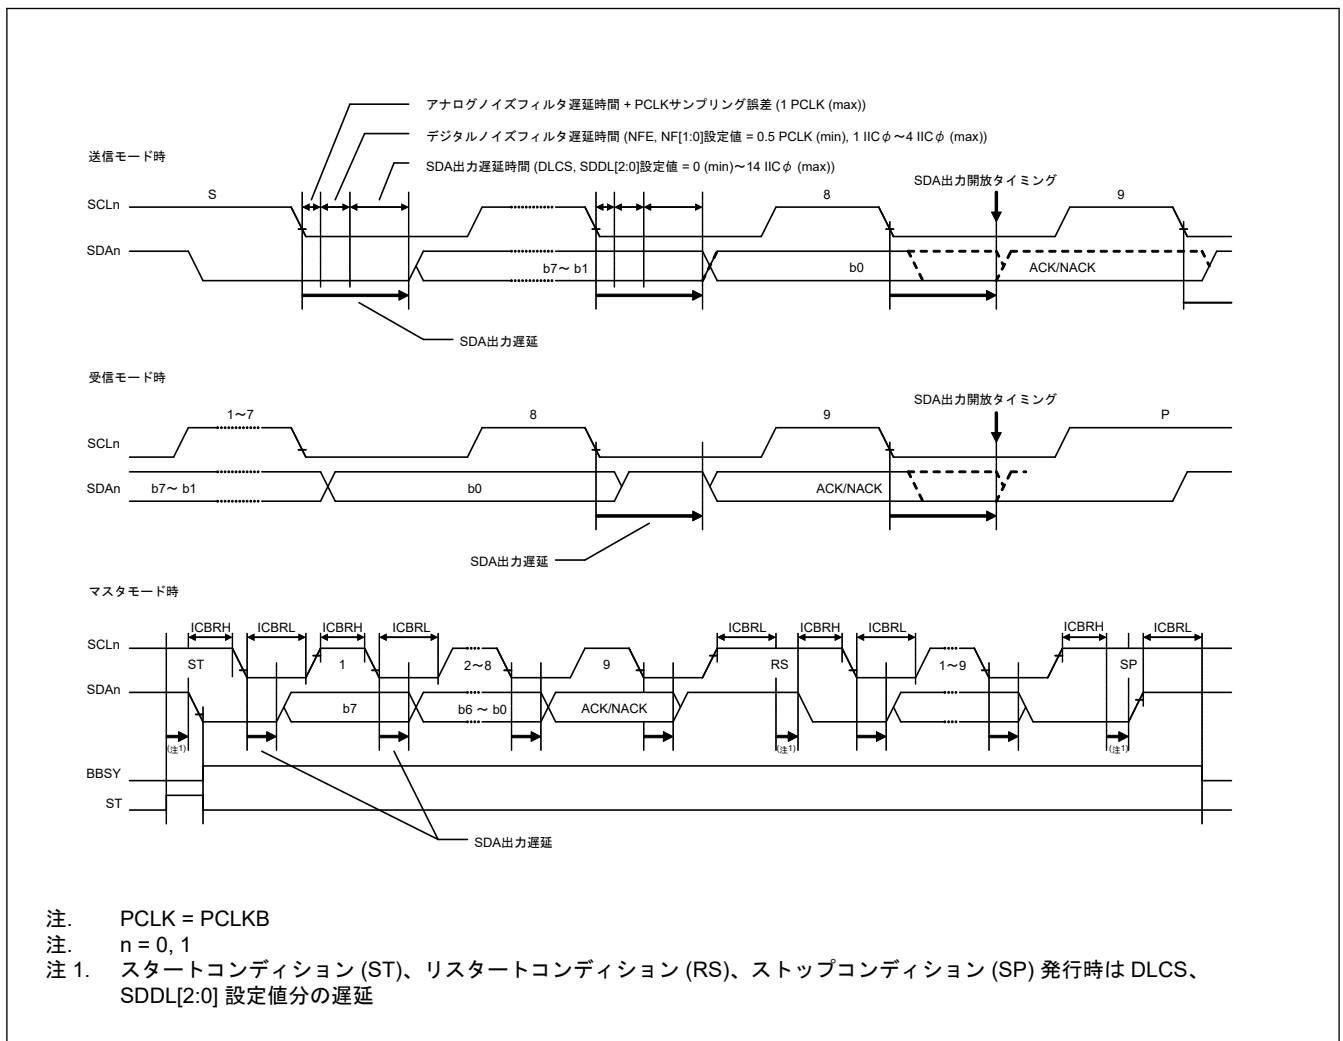 アナログノイズフィルタ遅延時間 + PCLKサンプリング誤差 (1 PCLK (max))
デジタルノイズフィルタ遅延時間 (NFE, NF[1:0]設定値 = 0.5 PCLK (min), 1 IICφ～4 IICφ (max))
送信モード時
SDA出力遅延時間 (DLCS, SDDL[2:0]設定値 = 0 (min)～14 IICφ (max))
SDA出力開放タイミング
S 8 9
SCLn
SDAn
b7～ b1 b0 ACK/NACK
SDA出力遅延
受信モード時
SDA出力開放タイミング
1～7 8 9 P
SCLn
SDAn b7～ b1 b0 ACK/NACK
SDA出力遅延
マスタモード時
ICBRH ICBRL ICBRH ICBRL ICBRL ICBRH ICBRL ICBRH ICBRL
SCLn
ST 1 2～8 9 RS 1～9 SP
SDAn
b7 b6 ～ b0 ACK/NACK
(注1) (注1) (注1)
BBSY
ST
SDA出力遅延
注. PCLK = PCLKB
注. n = 0, 1
注 1. スタートコンディション (ST)、リスタートコンディション (RS)、ストップコンディション (SP) 発行時は DLCS、
SDDL[2:0] 設定値分の遅延